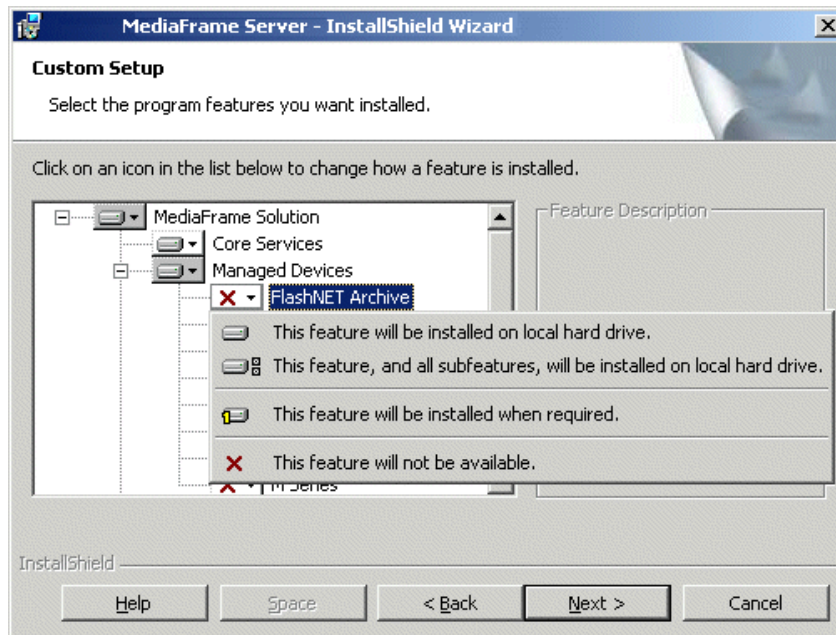 MediaFrame Server - InstallShield Wizard
Custom Setup
Select the program features you want installed.
Click on an icon in the list below to change how a feature is installed.
MediaFrame Solution
Feature Description
Core Services
Managed Devices
FlashNET Archive
This feature will be installed on local hard drive.
This feature, and all subfeatures, will be installed on local hard drive.
This feature will be installed when required.
This feature will not be available.
M Series
InstallShield
Help
Space
< Back
Next >
Cancel